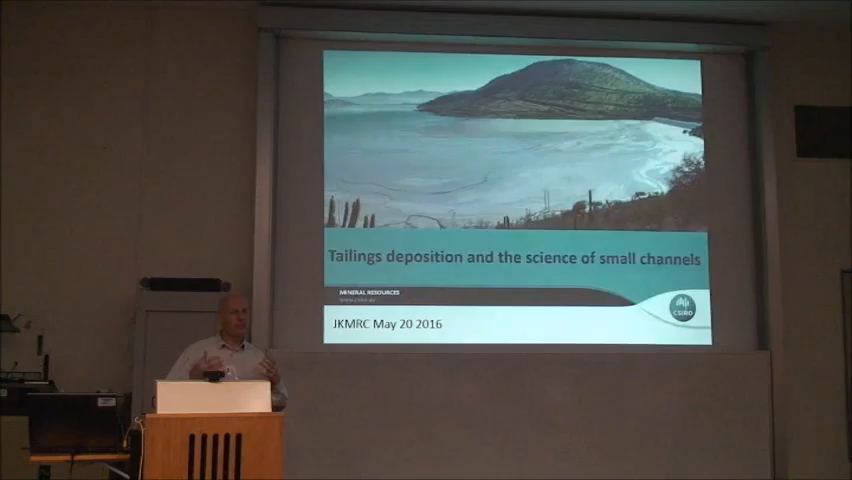 Tailings deposition and the science of small channels
MINERAL RESOURCES
CSIRO
JKMRC May 20 2016